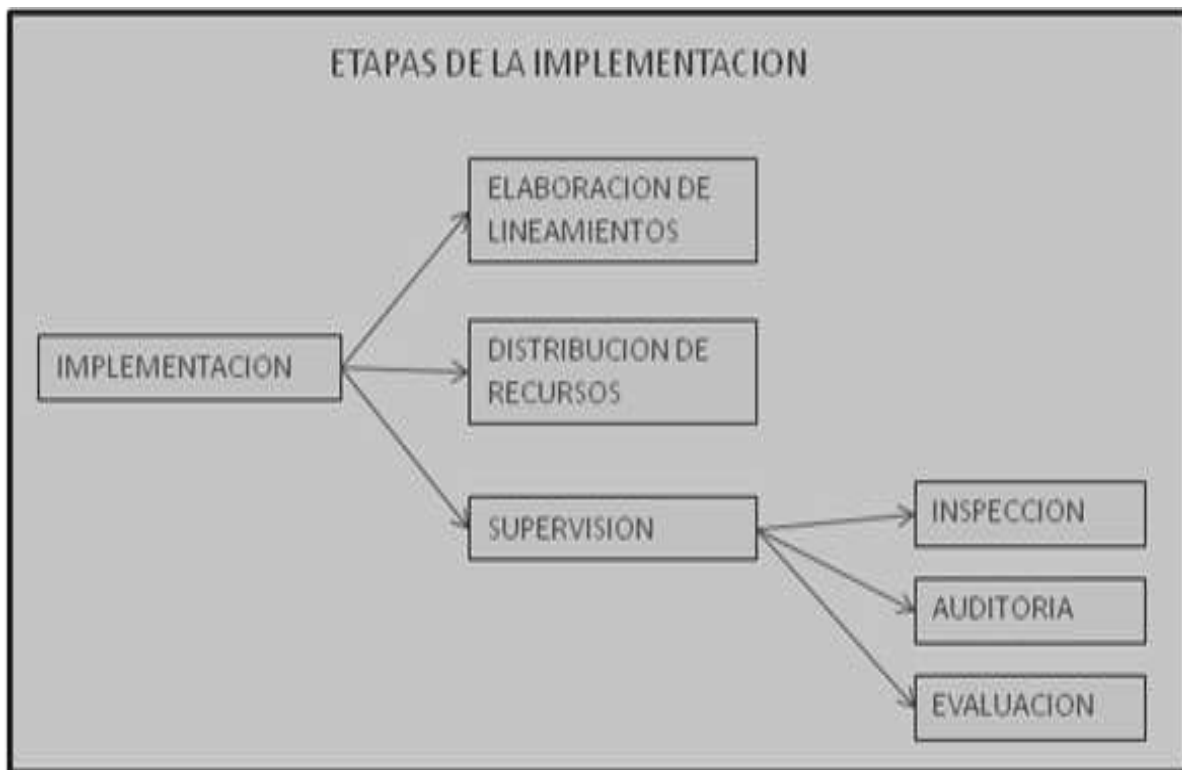 ETAPAS DE LA IMPLEMENTACION
ELABORACION DE
LINEAMIENTOS
IMPLEMENTACION
DISTRIBUCION DE
RECURSOS
SUPERVISION
INSPECCION
AUDITORIA
EVALUACION